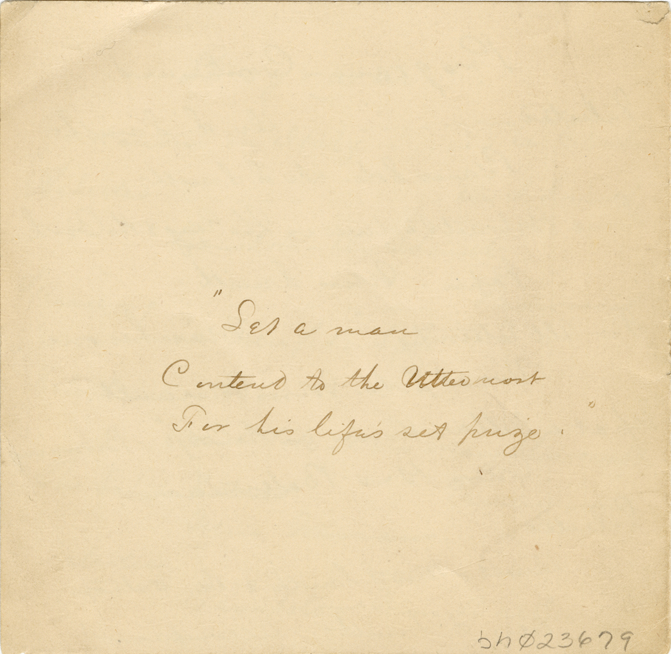 "Let a man
Contend to the Uttermost
For his life's set prize."
bh023679